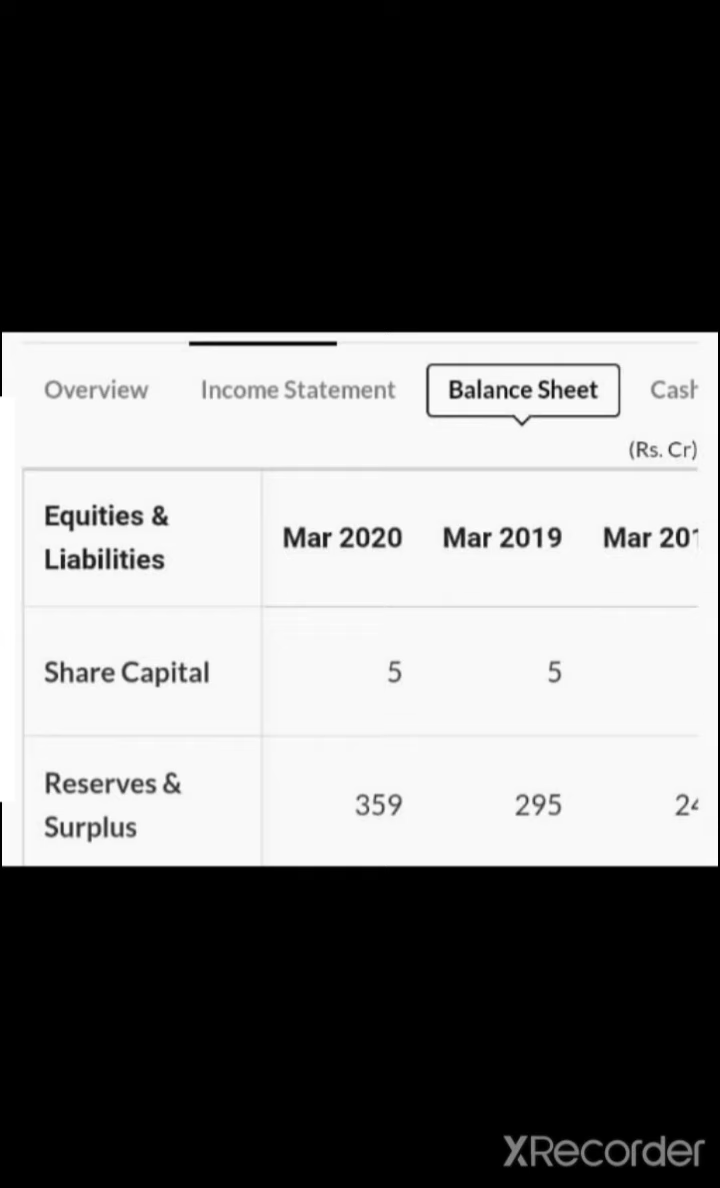 Overview Income Statement Balance Sheet
(Rs. Cr)
Equities &
Liabilities
Mar 2020 Mar 2019 Mar
Share Capital 5 5
Reserves &
Surplus
359 295
XRecorder